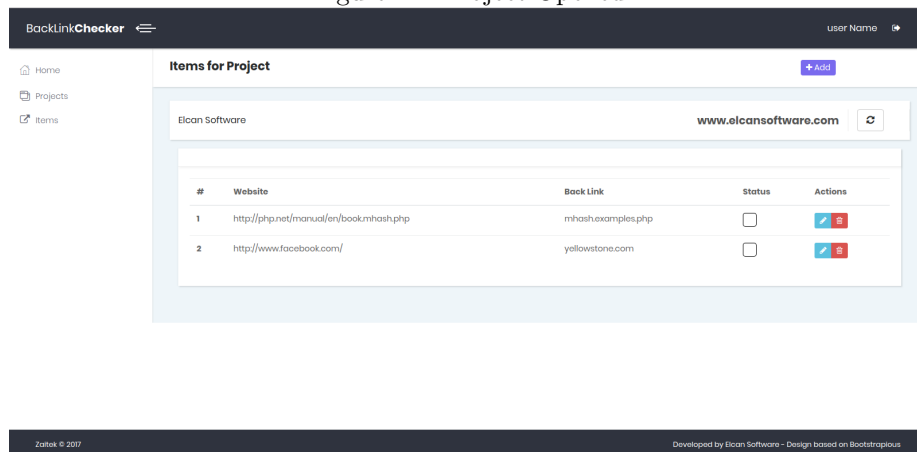 BackLinkChecker
user Name
Home
Projects
Items
Items for Project
+ Add
Elcan Software
www.elcansoftware.com
# Website Back Link Status Actions
1 http://php.net/manual/en/book.mhash.php mhash.examples.php
2 http://www.facebook.com/ yellowstone.com
Zaitek © 2017
Developed by Elcan Software - Design based on Bootstrapious